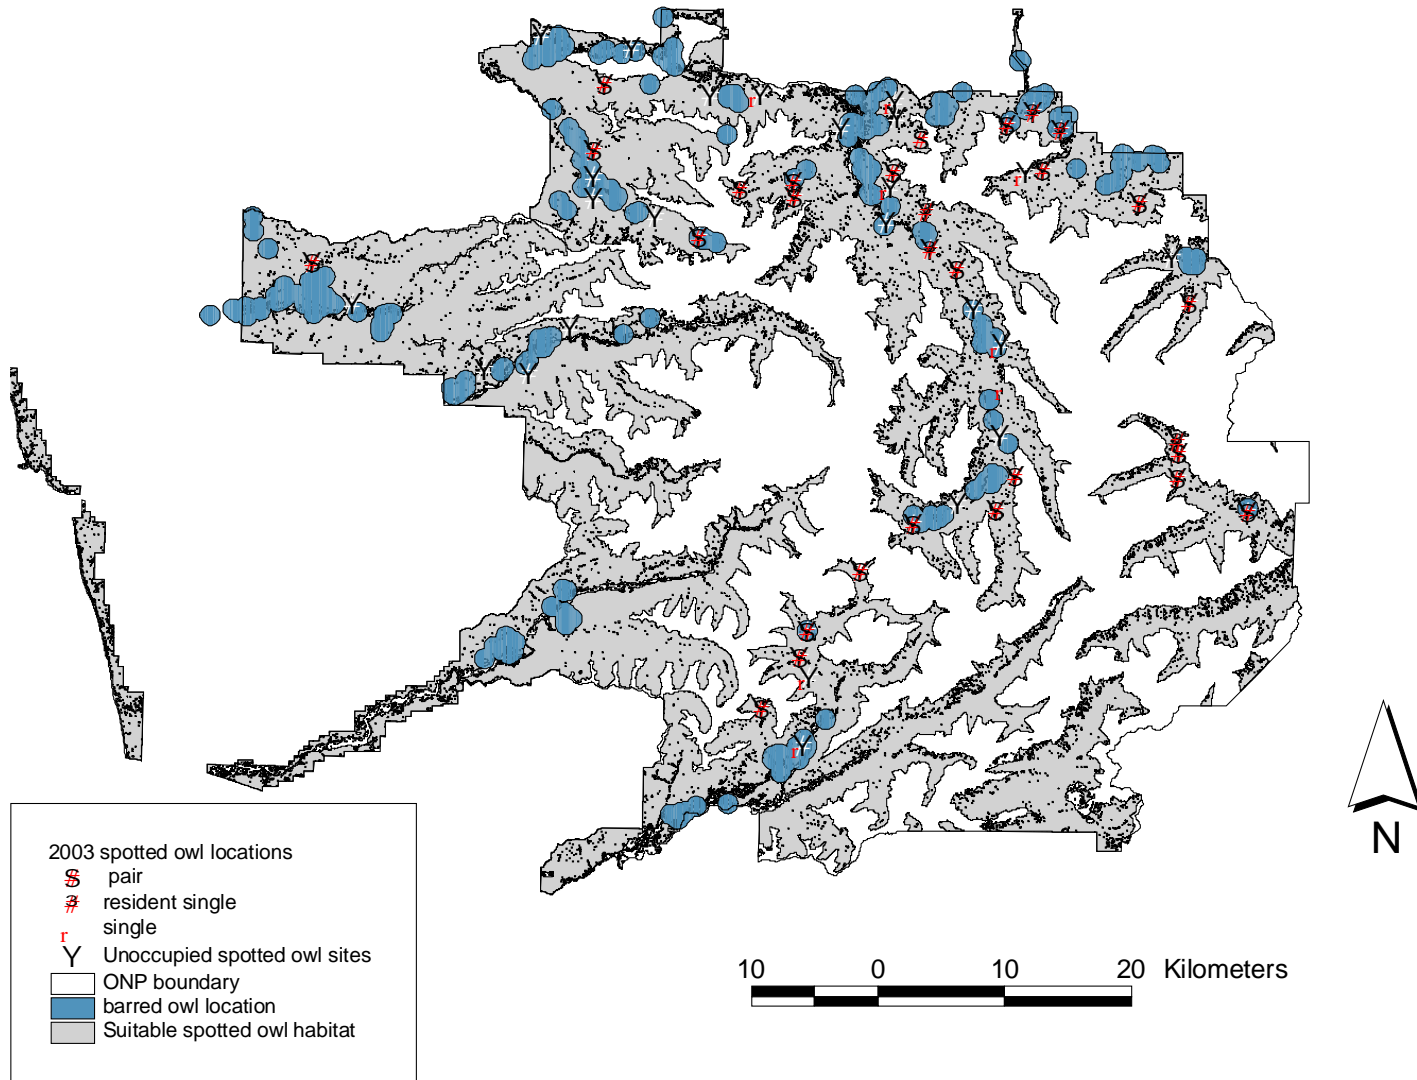 2003 spotted owl locations
pair
resident single
single
r
Y Unoccupied spotted owl sites
ONP boundary
barred owl location
Suitable spotted owl habitat
10 0 10 20 Kilometers
N